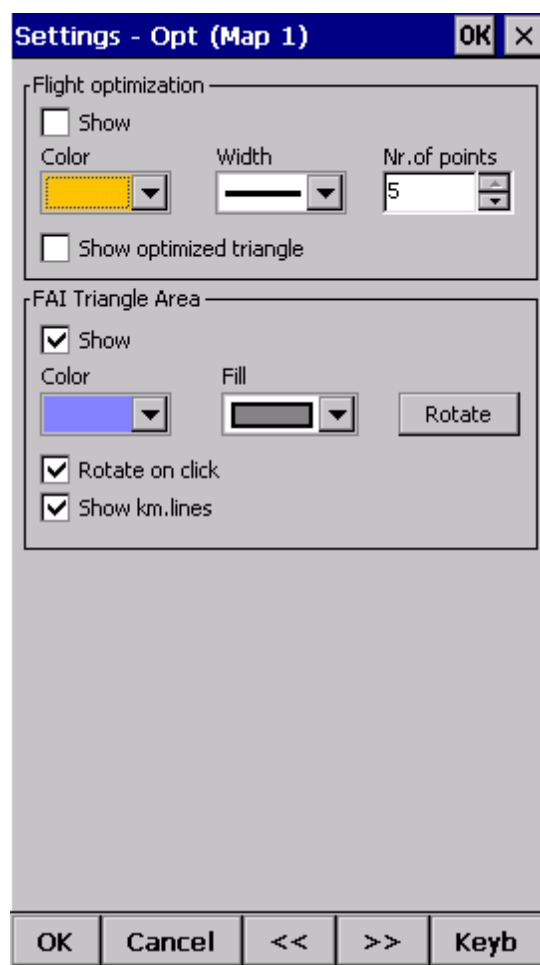 Settings - Opt (Map 1) OK ×
Flight optimization
Show
Color Width Nr.of points
5
Show optimized triangle
FAI Triangle Area
Show
Color Fill
Rotate
Rotate on click
Show km.lines
OK Cancel << >> Keyb